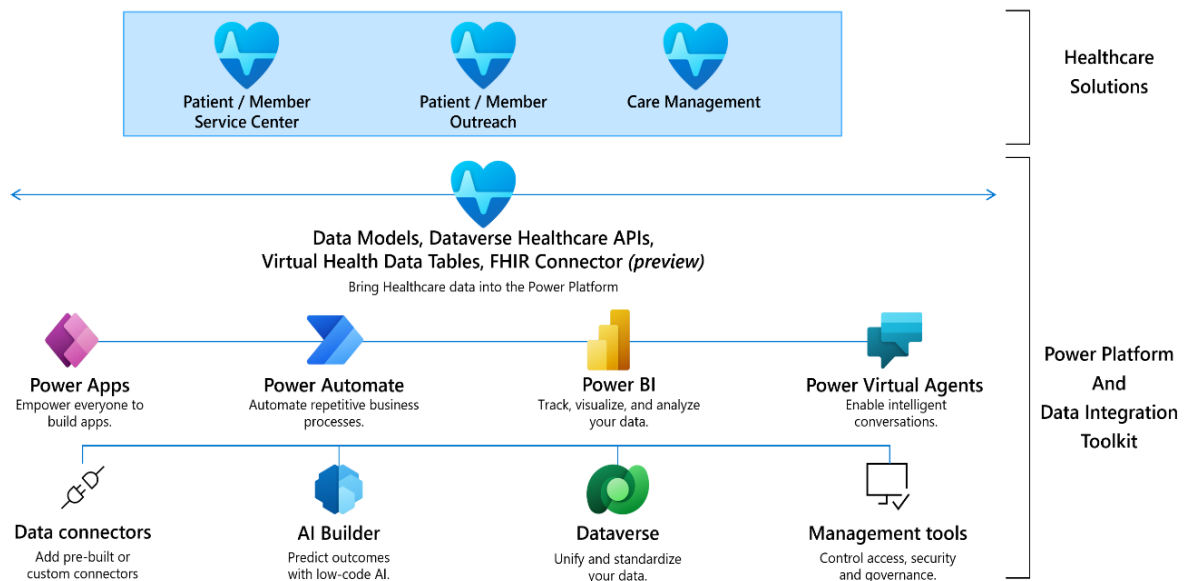 Patient / Member
Service Center
Patient / Member
Outreach
Care Management
Healthcare
Solutions
Data Models, Dataverse Healthcare APIs,
Virtual Health Data Tables, FHIR Connector (preview)
Bring Healthcare data into the Power Platform
Power Apps
Empower everyone to
build apps.
Power Automate
Automate repetitive business
processes.
Power BI
Track, visualize, and analyze
your data.
Power Virtual Agents
Enable intelligent
conversations.
Power Platform
And
Data Integration
Toolkit
Data connectors
Add pre-built or
custom connectors
AI Builder
Predict outcomes
with low-code AI.
Dataverse
Unify and standardize
your data.
Management tools
Control access, security
and governance.